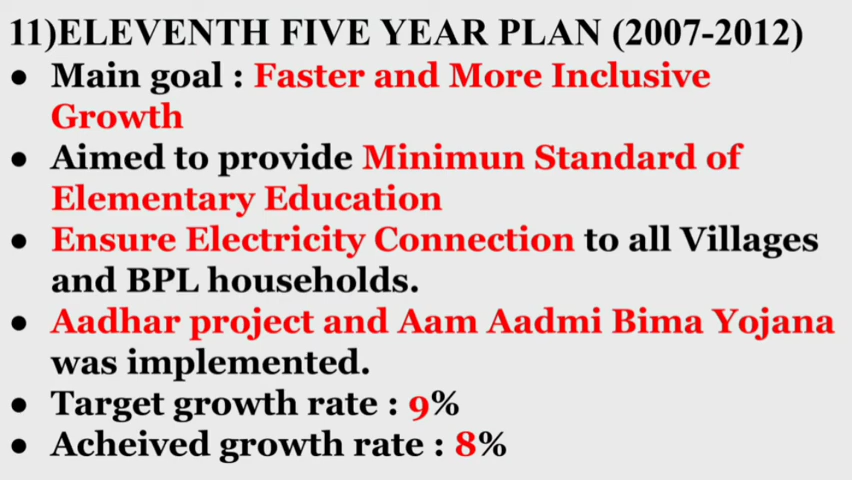 11)ELEVENTH FIVE YEAR PLAN (2007-2012)
● Main goal : Faster and More Inclusive
Growth
● Aimed to provide Minimun Standard of
Elementary Education
● Ensure Electricity Connection to all Villages
and BPL households.
● Aadhar project and Aam Aadmi Bima Yojana
was implemented.
● Target growth rate : 9%
● Acheived growth rate : 8%